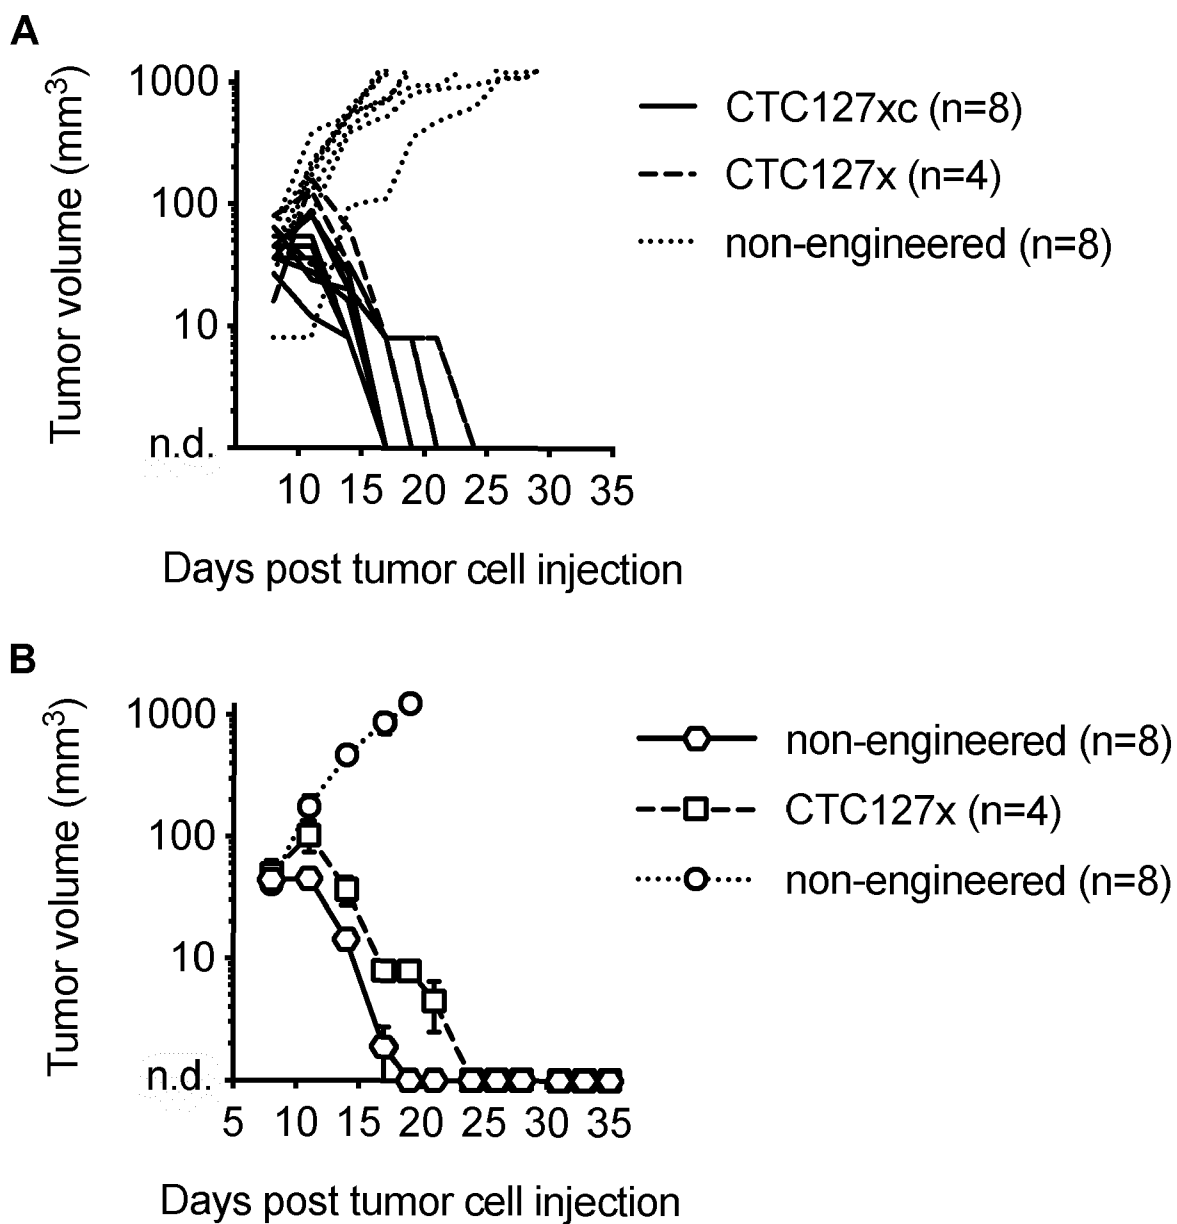 A
Tumor volume (mm³)
1000
100
10
n.d.
10 15 20 25 30 35
Days post tumor cell injection
CTC127xc (n=8)
CTC127x (n=4)
non-engineered (n=8)
B
Tumor volume (mm³)
1000
100
10
n.d.
5 10 15 20 25 30 35
Days post tumor cell injection
non-engineered (n=8)
CTC127x (n=4)
non-engineered (n=8)